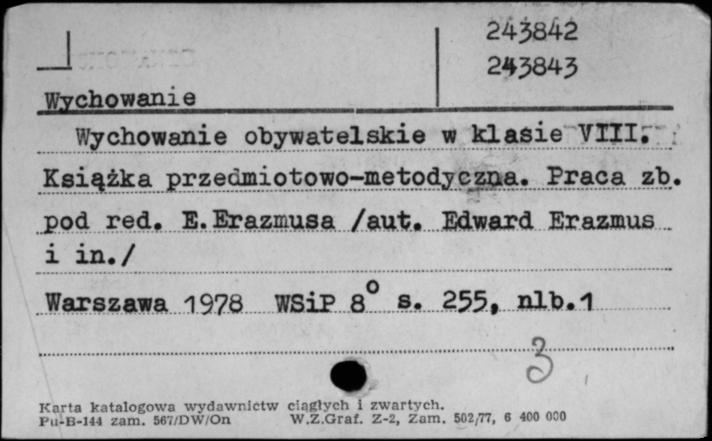 243842
243843
Wychowanie
Wychowanie obywatelskie w klasie VIII.
Książka przedmiotowo-metodyczna. Praca zb.
pod red. E.Erazmusa /aut. Edward Erazmus
i in./
Warszawa 1978 WSiP 8° s. 255, nlb.1
3
Karta katalogowa wydawnictw ciągłych i zwartych.
Pu-B-144 zam. 567/DW/On W.Z.Graf. Z-2, Zam. 502/77, 6 400 000